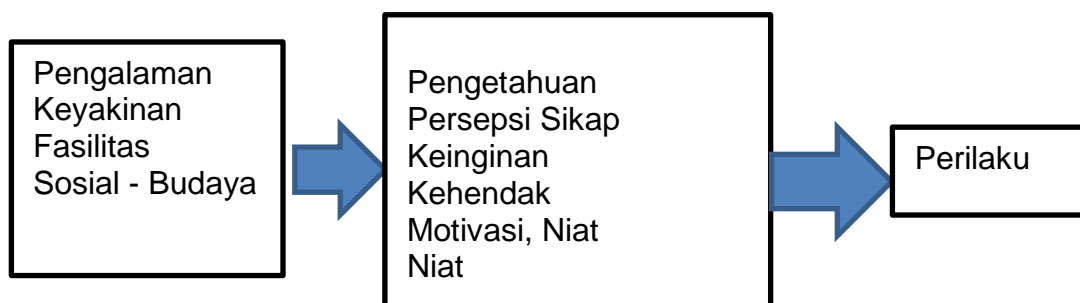 Pengalaman
Keyakinan
Fasilitas
Sosial - Budaya
Pengetahuan
Persepsi Sikap
Keinginan
Kehendak
Motivasi, Niat
Niat
Perilaku